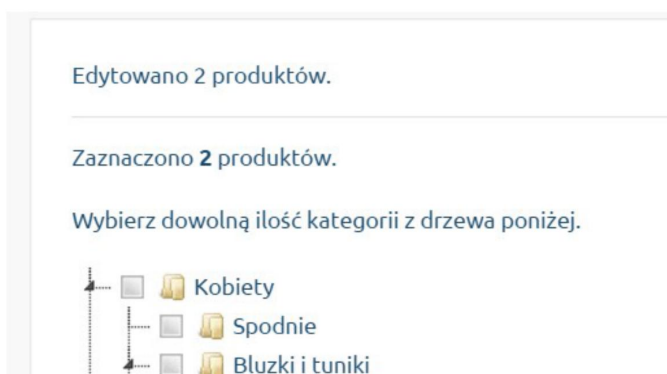 Edytowano 2 produktów.
Zaznaczono 2 produktów.
Wybierz dowolną ilość kategorii z drzewa poniżej.
Kobiety
Spodnie
Bluzki i tuniki